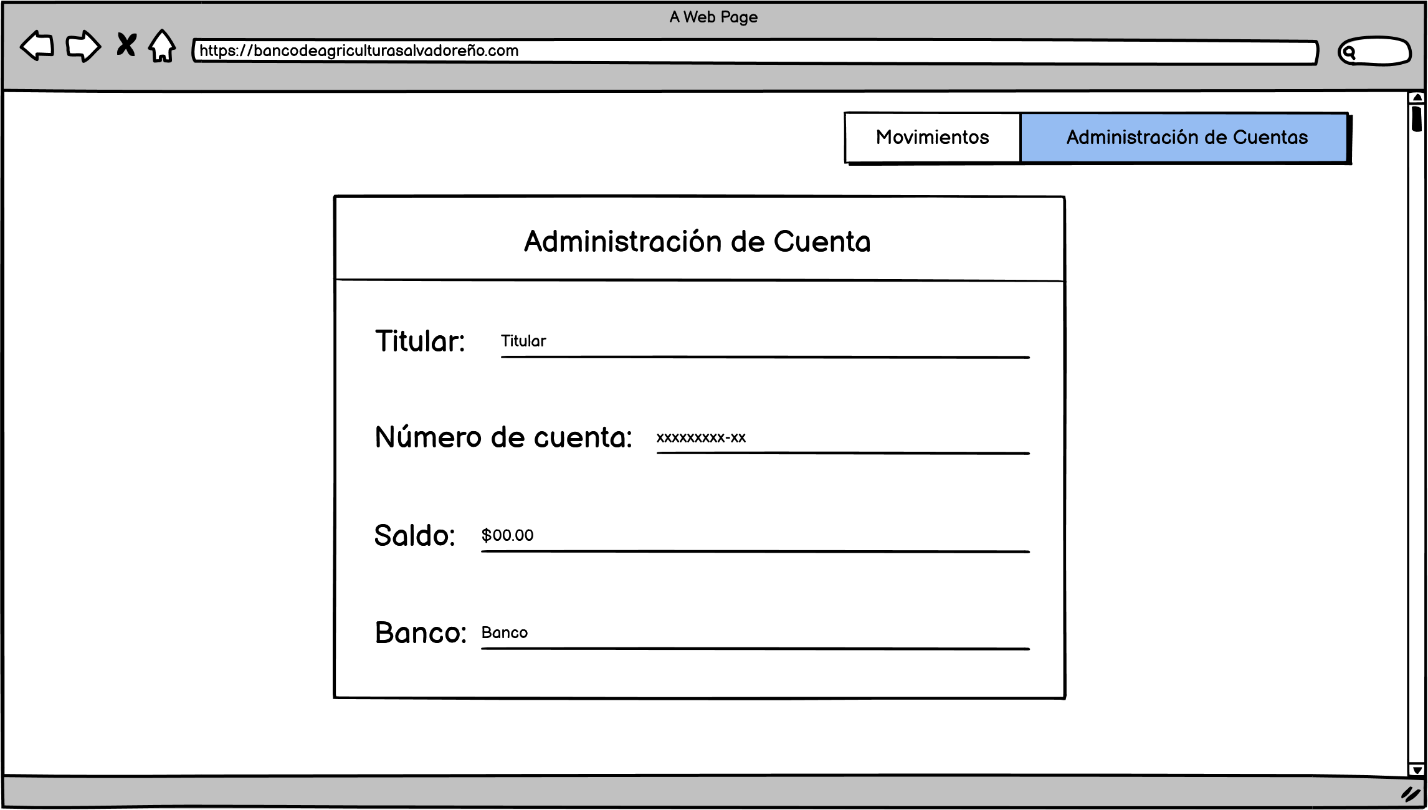 A Web Page
https://bancodeagriculturasalvadoreño.com
Movimientos
Administración de Cuentas
Administración de Cuenta
Titular: Titular
Número de cuenta: xxxxxxxxx-xx
Saldo: $00.00
Banco: Banco